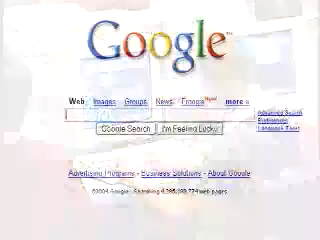 Google™
Web Images Groups News Froogle New! more »
Advanced Search
Preferences
Language Tools
Google Search I'm Feeling Lucky
Advertising Programs - Business Solutions - About Google
©2004 Google - Searching 4,285,199,774 web pages